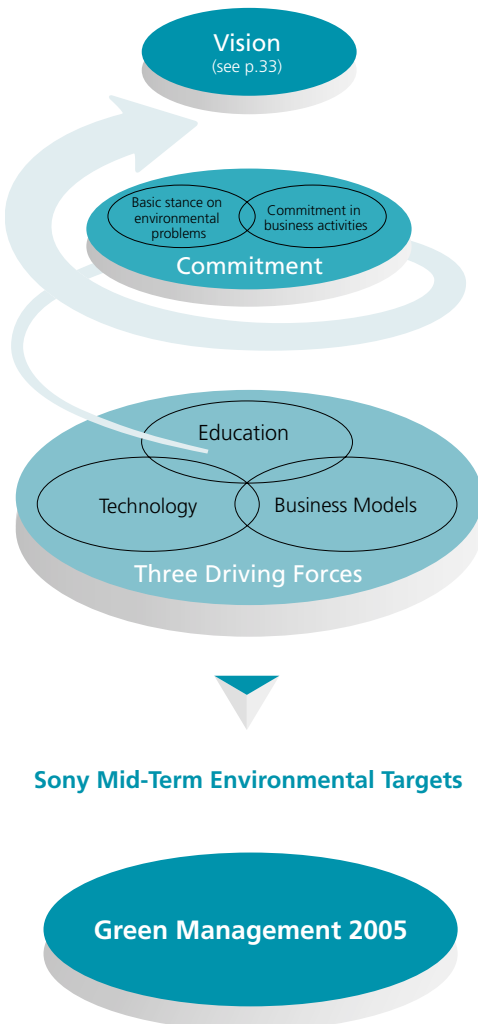 Vision
(see p.33)
Basic stance on
environmental
problems
Commitment in
business activities
Commitment
Education
Technology
Business Models
Three Driving Forces
Sony Mid-Term Environmental Targets
Green Management 2005